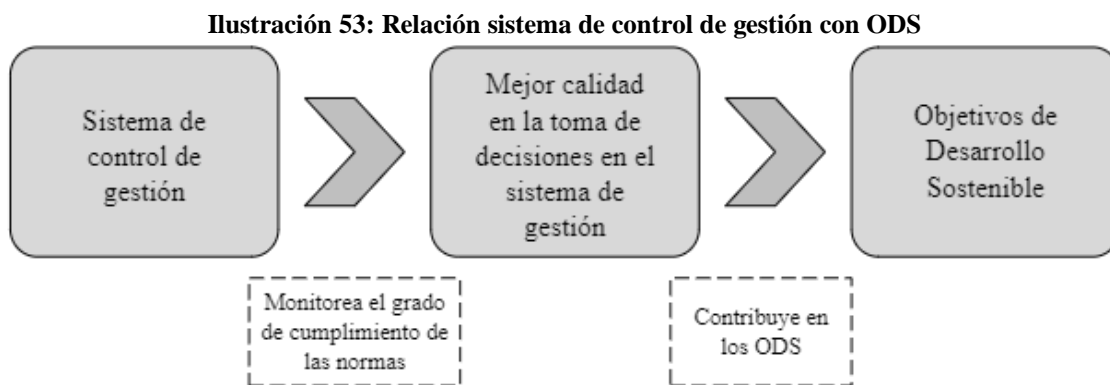 Ilustración 53: Relación sistema de control de gestión con ODS
Sistema de
control de
gestión
Mejor calidad
en la toma de
decisiones en el
sistema de
gestión
Objetivos de
Desarrollo
Sostenible
Monitorea el grado
de cumplimiento de
las normas
Contribuye en
los ODS